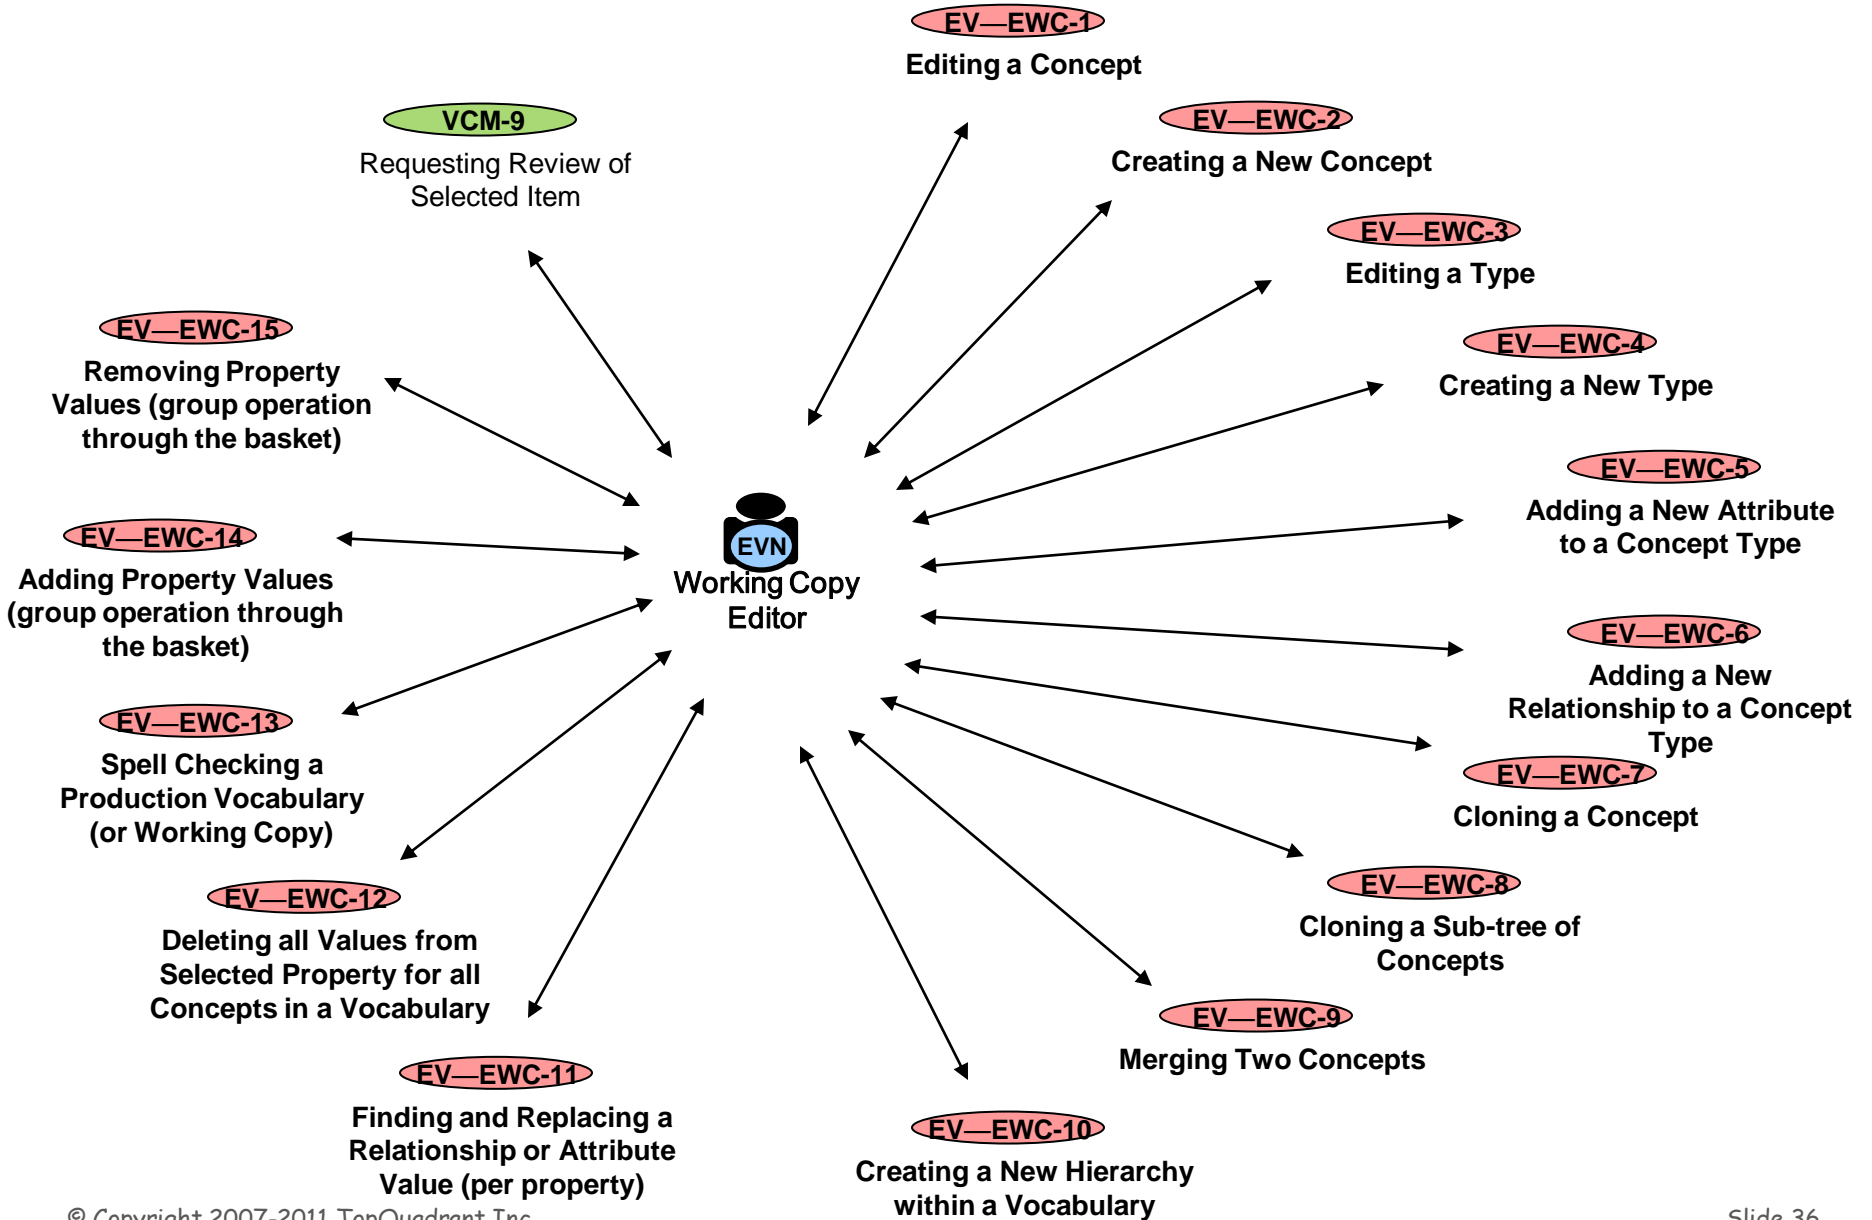 EV—EWC-1
Editing a Concept
VCM-9
Requesting Review of
Selected Item
EV—EWC-2
Creating a New Concept
EV—EWC-3
Editing a Type
EV—EWC-4
Creating a New Type
EV—EWC-5
Adding a New Attribute
to a Concept Type
EV—EWC-6
Adding a New
Relationship to a Concept
Type
EV—EWC-7
Cloning a Concept
EV—EWC-8
Cloning a Sub-tree of
Concepts
EV—EWC-9
Merging Two Concepts
EV—EWC-10
Creating a New Hierarchy
within a Vocabulary
EV—EWC-11
Finding and Replacing a
Relationship or Attribute
Value (per property)
EV—EWC-12
Deleting all Values from
Selected Property for all
Concepts in a Vocabulary
EV—EWC-13
Spell Checking a
Production Vocabulary
(or Working Copy)
EV—EWC-14
Adding Property Values
(group operation through
the basket)
EV—EWC-15
Removing Property
Values (group operation
through the basket)
EVN
Working Copy
Editor
© Copyright 2007-2011 TopQuadrant Inc
Slide 36